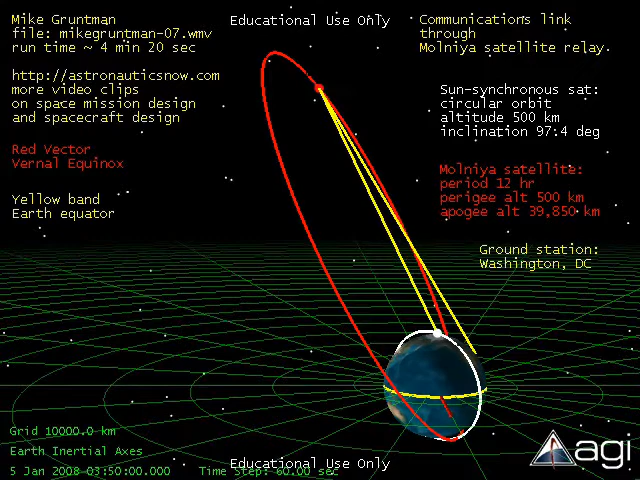 Mike Gruntman
file: mikegruntman-07.wmv
run time ~ 4 min 20 sec
Educational Use Only
Communications link
through
Molniya satellite relay.
http://astronauticsnow.com
more video clips
on space mission design
and spacecraft design
Sun-synchronous sat:
circular orbit
altitude 500 km
inclination 97.4 deg
Red Vector
Vernal Equinox
Molniya satellite:
period 12 hr
perigee alt 500 km
apogee alt 39,850 km
Yellow band
Earth equator
Ground station:
Washington, DC
Grid 10000.0 km
Earth Inertial Axes
5 Jan 2008 03:50:00.000 Time Step: 60.00 sec
Educational Use Only
agi